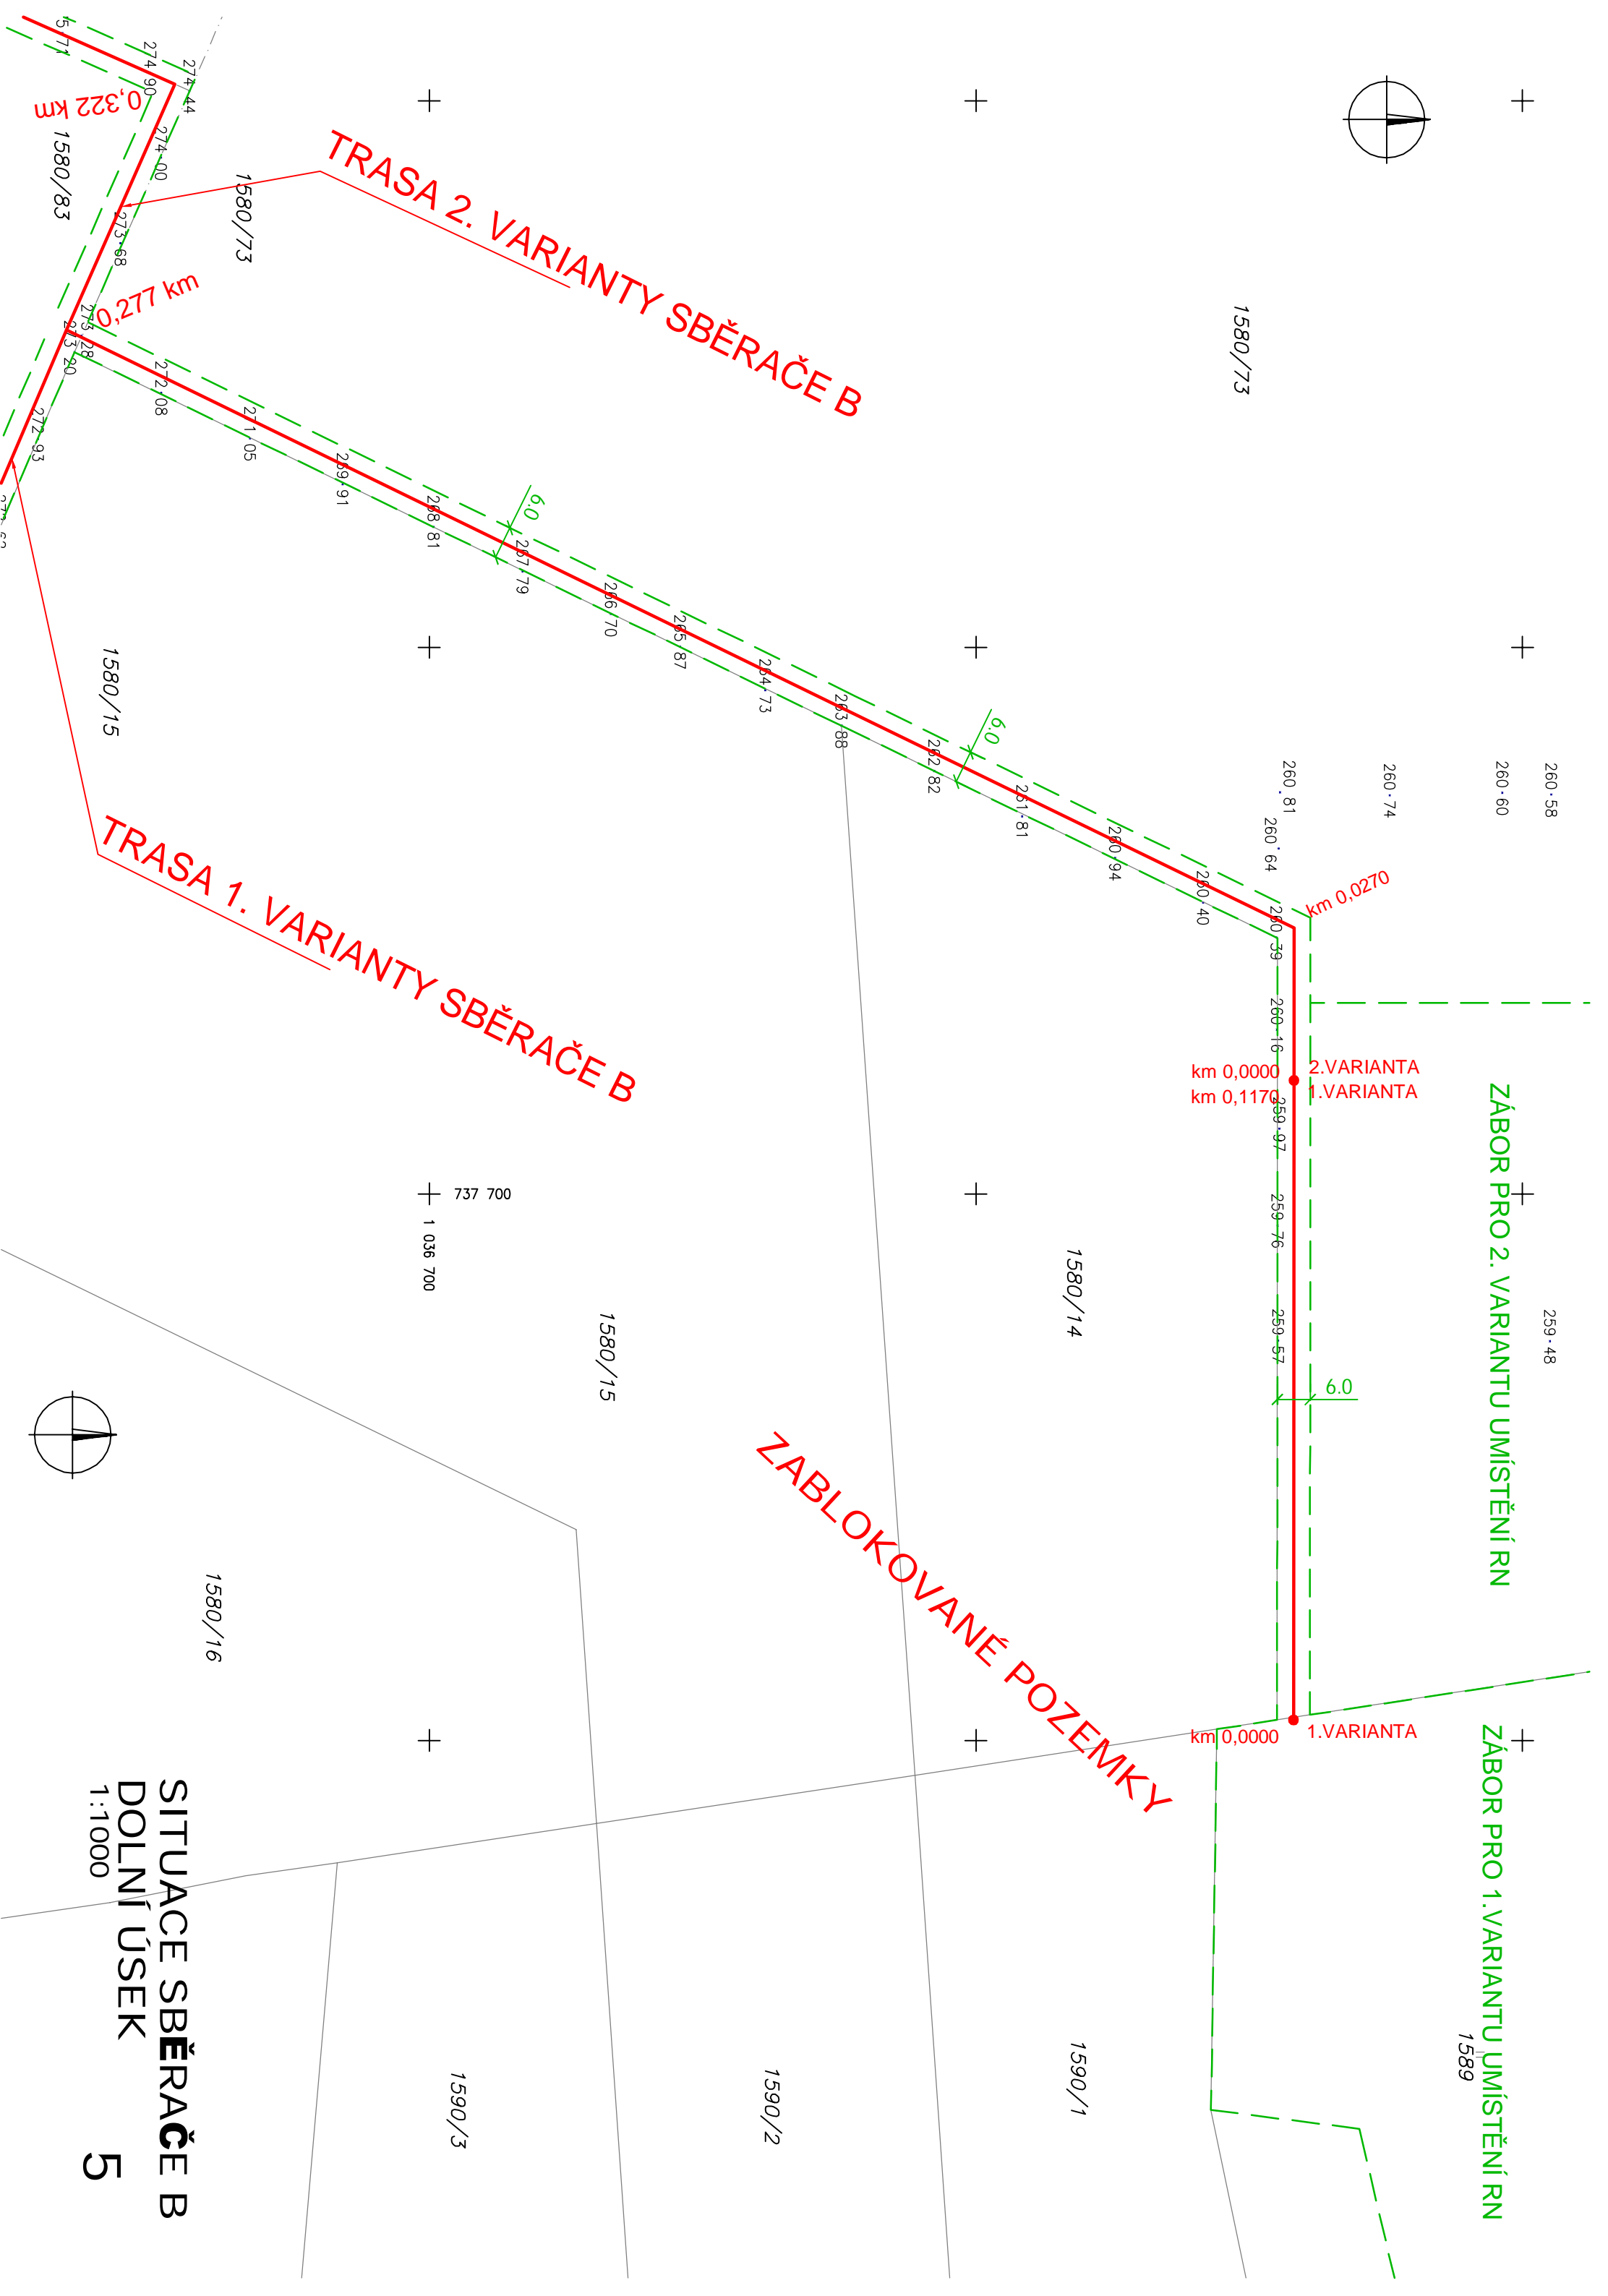 5.71
274.90
274.44
0,322 km
274.00
273.68
1580/83
1580/73
TRASA 2. VARIANTY SBĚRAČE B
1580/73
0,277 km
273.28
273.20
272.93
272.08
271.05
269.91
268.81
6.0
267.79
266.70
265.87
264.73
263.88
6.0
262.82
261.81
260.94
260.40
260.39
260.81
260.64
260.74
260.60
260.58
km 0,0270
1580/15
TRASA 1. VARIANTY SBĚRAČE B
260.16
km 0,0000
2.VARIANTA
km 0,1170
1.VARIANTA
259.97
259.76
259.57
259.48
6.0
ZÁBOR PRO 2. VARIANTU UMÍSTĚNÍ RN
737 700
1 036 700
1580/14
1580/15
ZABLOKOVANÉ POZEMKY
1580/16
km 0,0000
1.VARIANTA
ZÁBOR PRO 1.VARIANTU UMÍSTĚNÍ RN
1589
1590/1
1590/2
1590/3
SITUACE SBĚRAČE B
DOLNÍ ÚSEK
1:1000
5